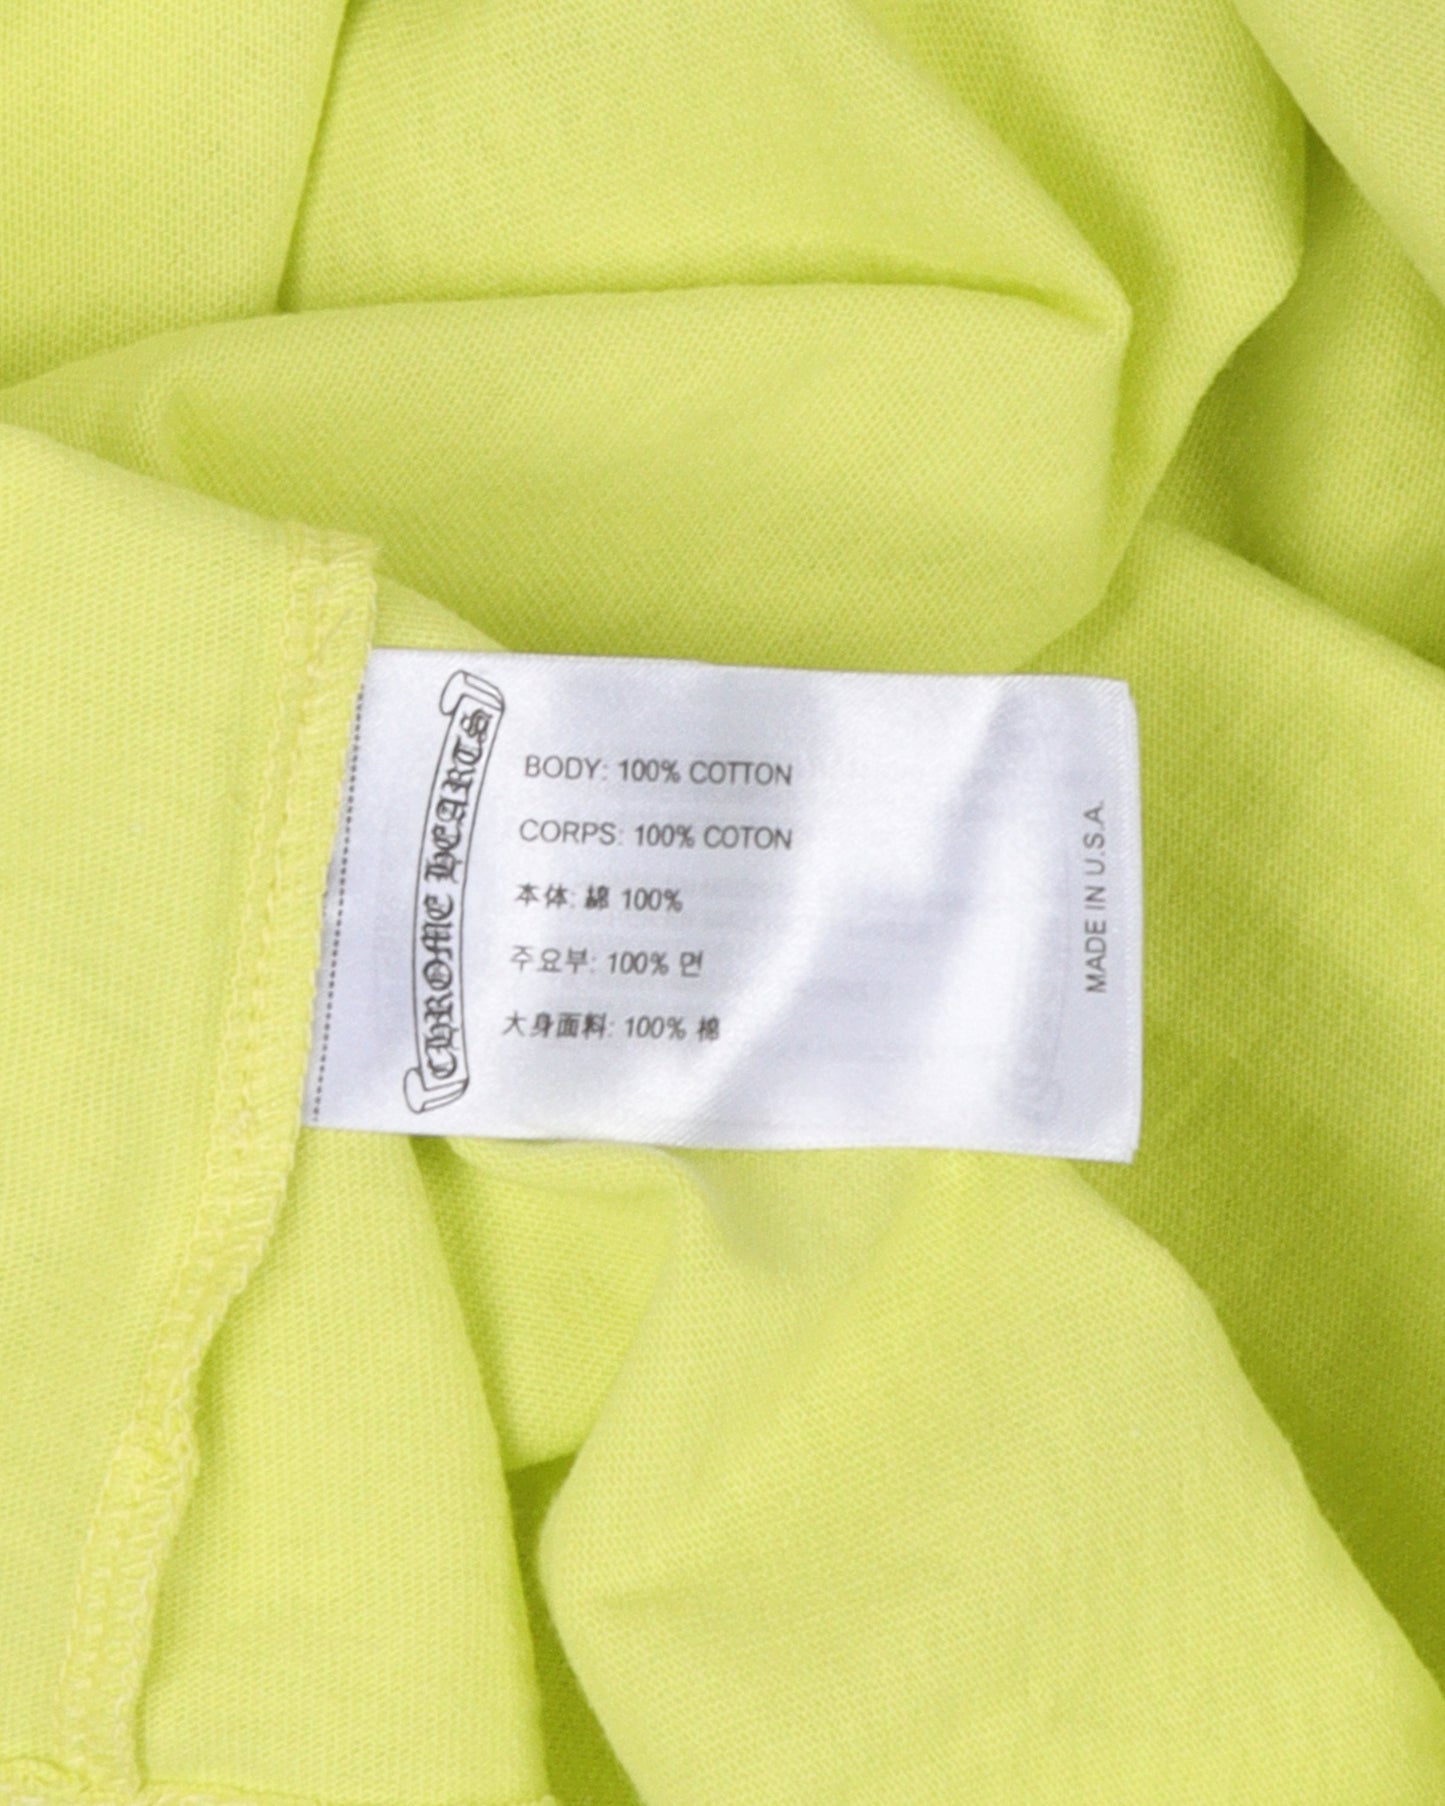 CHROME HEARTS
BODY: 100% COTTON
CORPS: 100% COTON
本体: 綿 100%
주요부: 100% 면
大身面料: 100% 棉
MADE IN U.S.A.